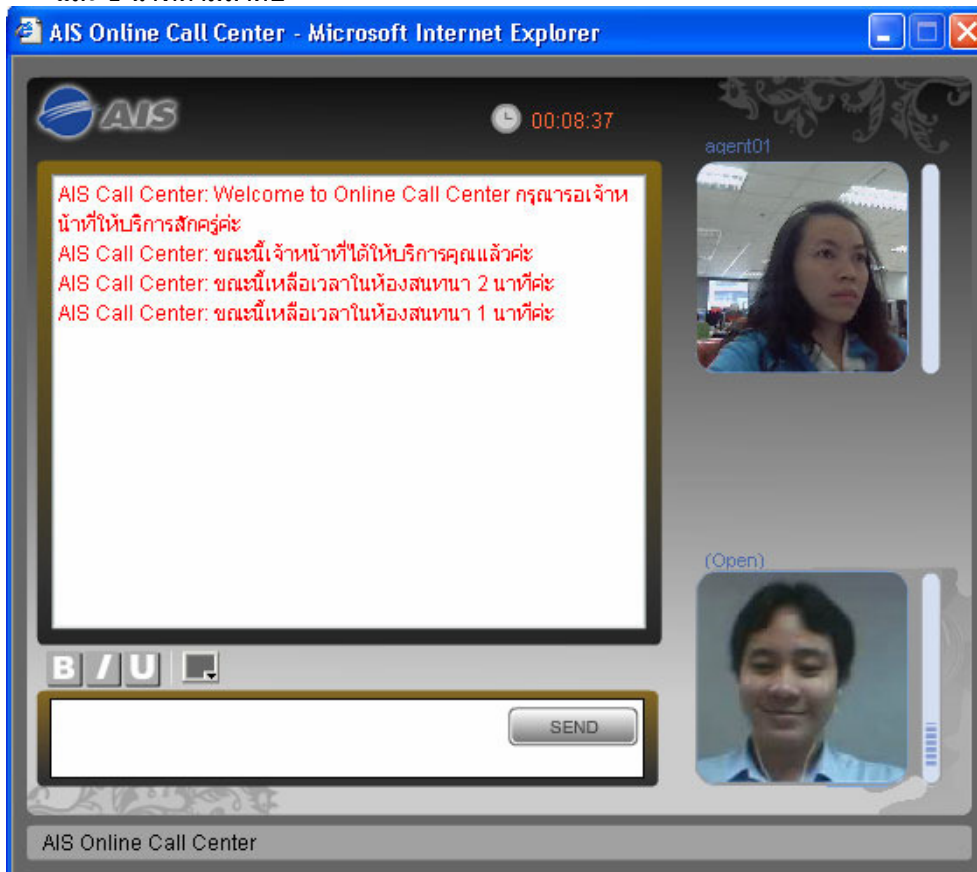 AIS Online Call Center - Microsoft Internet Explorer
AIS
00:08:37
agent01
AIS Call Center: Welcome to Online Call Center กรุณารอเจ้าห
น้าที่ให้บริการสักครู่ค่ะ
AIS Call Center: ขณะนี้เจ้าหน้าที่ได้ให้บริการคุณแล้วค่ะ
AIS Call Center: ขณะนี้เหลือเวลาในห้องสนทนา 2 นาทีค่ะ
AIS Call Center: ขณะนี้เหลือเวลาในห้องสนทนา 1 นาทีค่ะ
(Open)
B I U
SEND
AIS Online Call Center